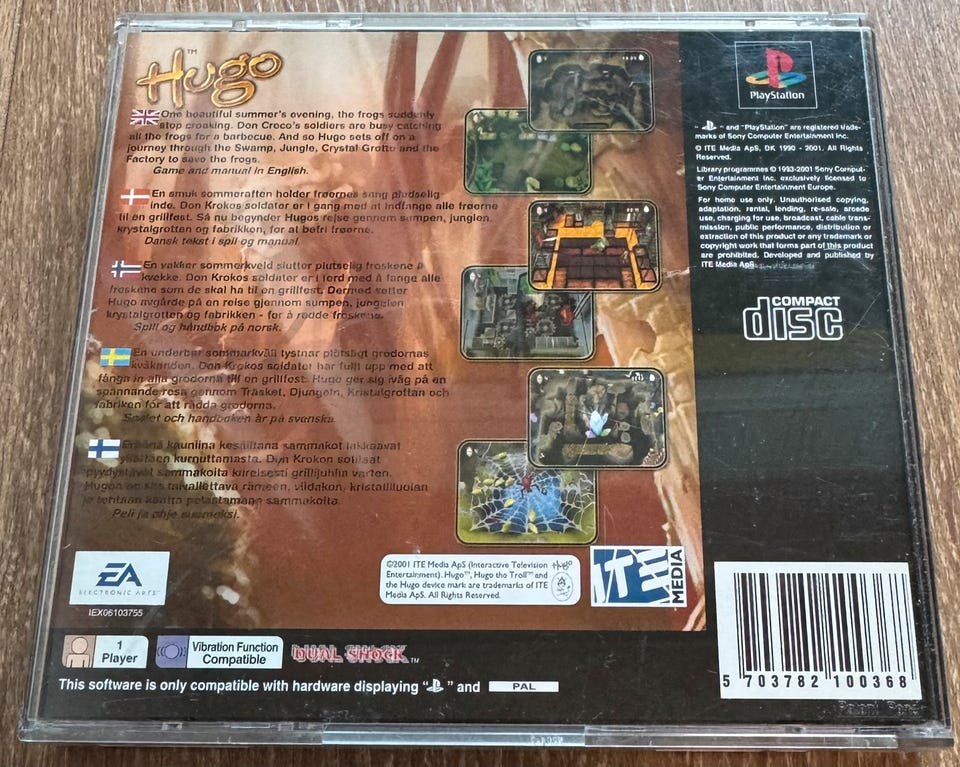 Hugo™
One beautiful summer's evening, the frogs suddenly
stop croaking. Don Croco's soldiers are busy catching
all the frogs for a barbecue. And so Hugo sets off on a
journey through the Swamp, Jungle, Crystal Grotto and the
Factory to save the frogs.
Game and manual in English.
En smuk sommeraften holder frøernes sang pludselig
inde. Don Krokos soldater er i gang med at indfange alle frøerne
til en grillfest. Så nu begynder Hugos rejse gennem sumpen, junglen,
krystalgrotten og fabrikken, for at befri frøerne.
Dansk tekst i spil og manual.
En vakker sommerkveld slutter plutselig froskene å
kvekke. Don Krokos soldater er i ferd med å fange alle
froskene som de skal ha til en grillfest. Dermed setter
Hugo avgårde på en reise gjennom sumpen, jungelen
krystalgrotten og fabrikken - for å redde froskene.
Spill og håndbok på norsk.
En underbar sommarkväll tystnar plötsligt grodornas
kväkanden. Don Krokos soldater har fullt upp med att
fånga in alla grodorna till en grillfest. Hugo ger sig iväg på en
spännande resa genom Träsket, Djungeln, Kristalgrottan och
fabriken för att rädda grodorna.
Spelet och handboken är på svenska.
Eräänä kauniina kesäiltana sammakot lakkaavat
kurnuttamasta. Don Krokon sotilaat
pyydystävät sammakoita kiireisesti grillijuhlia varten.
Hugon on siis taivallettava rämeen, viidakon, kristalliluolan
ja tehtaan kautta pelastamaan sammakoita.
Peli ja ohje suomeksi.
EA
ELECTRONIC ARTS™
IEX06103755
©2001 ITE Media ApS (Interactive Television
Entertainment). Hugo™, Hugo the Troll™ and
the Hugo device mark are trademarks of ITE
Media ApS. All Rights Reserved.
Hugo
ITE
MEDIA
1
Player
Vibration Function
Compatible
DUAL SHOCK™
This software is only compatible with hardware displaying " " and PAL
PlayStation
" " and "PlayStation" are registered trade-
marks of Sony Computer Entertainment Inc.
© ITE Media ApS, DK 1990 - 2001. All Rights
Reserved.
Library programmes © 1993-2001 Sony Comput-
er Entertainment Inc. exclusively licensed to
Sony Computer Entertainment Europe.
For home use only. Unauthorised copying,
adaptation, rental, lending, re-sale, arcade
use, charging for use, broadcast, cable trans-
mission, public performance, distribution or
extraction of this product or any trademark or
copyright work that forms part of this product
are prohibited. Developed and published by
ITE Media ApS.
COMPACT
disc
5 703782 100368